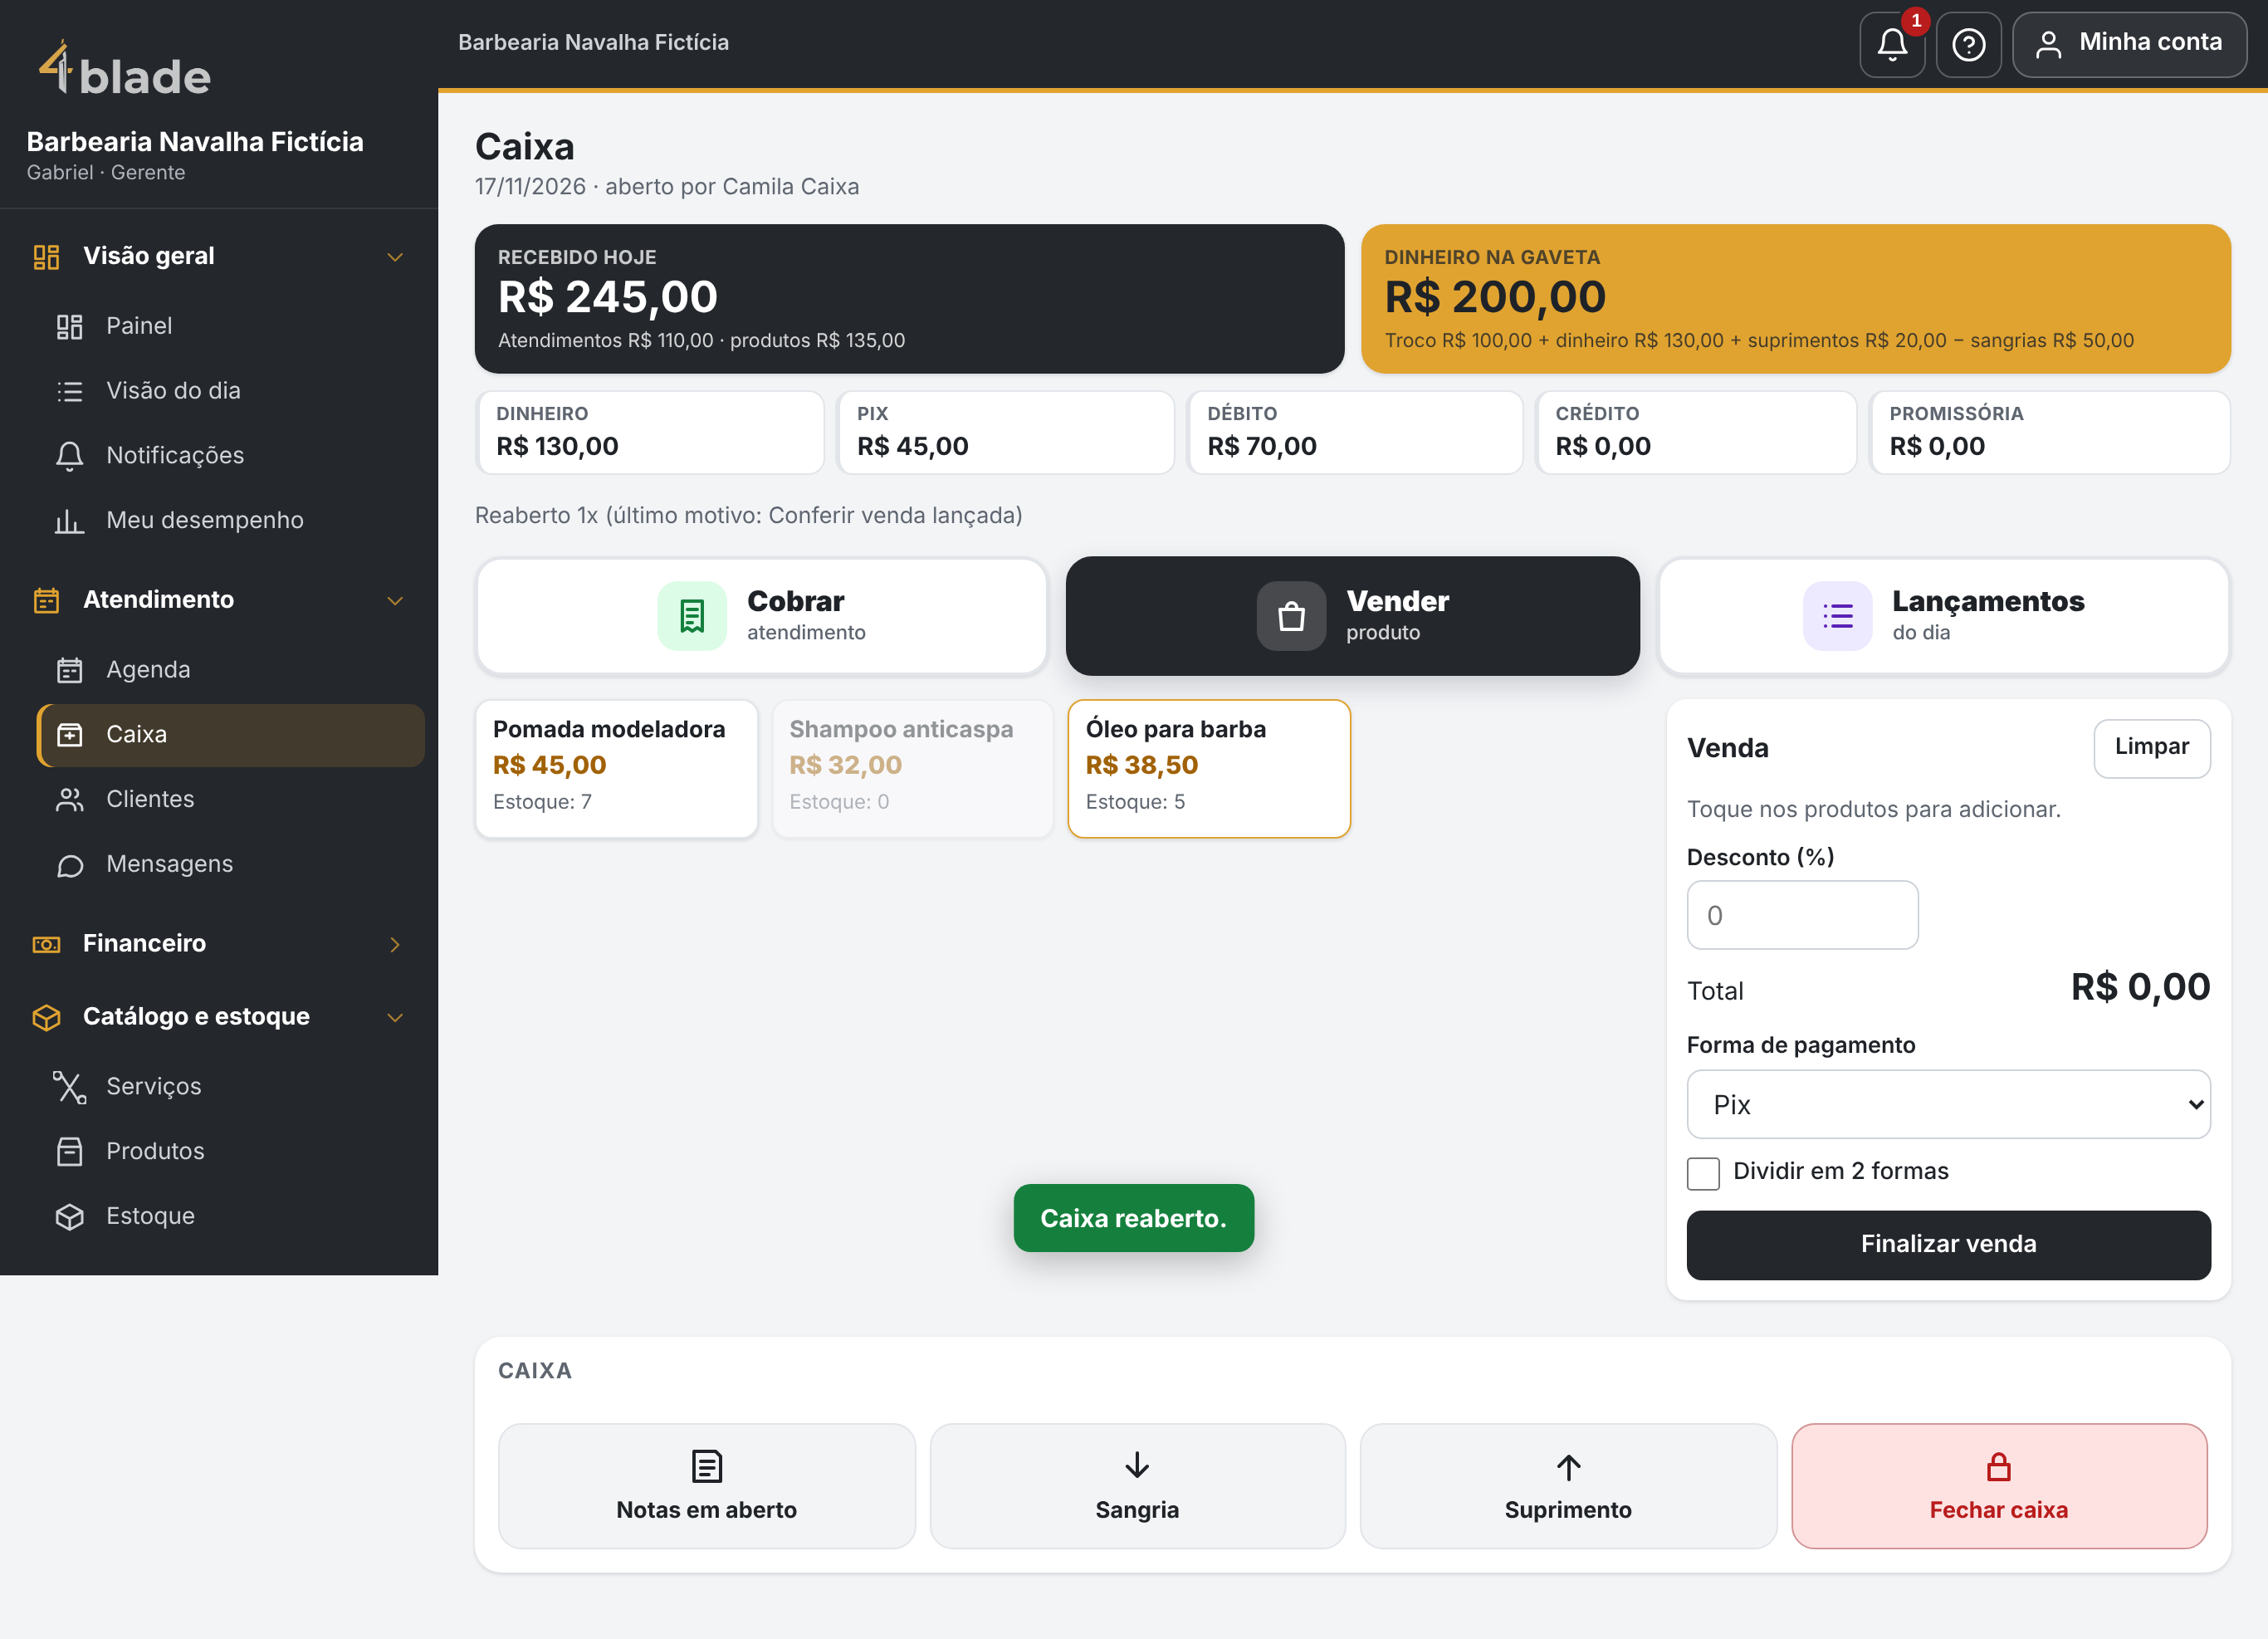 4blade
Barbearia Navalha Fictícia
Gabriel · Gerente
Visão geral
Painel
Visão do dia
Notificações
Meu desempenho
Atendimento
Agenda
Caixa
Clientes
Mensagens
Financeiro
Catálogo e estoque
Serviços
Produtos
Estoque
Barbearia Navalha Fictícia
1
Minha conta
Caixa
17/11/2026 · aberto por Camila Caixa
RECEBIDO HOJE
R$ 245,00
Atendimentos R$ 110,00 · produtos R$ 135,00
DINHEIRO NA GAVETA
R$ 200,00
Troco R$ 100,00 + dinheiro R$ 130,00 + suprimentos R$ 20,00 − sangrias R$ 50,00
DINHEIRO
R$ 130,00
PIX
R$ 45,00
DÉBITO
R$ 70,00
CRÉDITO
R$ 0,00
PROMISSÓRIA
R$ 0,00
Reaberto 1x (último motivo: Conferir venda lançada)
Cobrar
atendimento
Vender
produto
Lançamentos
do dia
Pomada modeladora
R$ 45,00
Estoque: 7
Shampoo anticaspa
R$ 32,00
Estoque: 0
Óleo para barba
R$ 38,50
Estoque: 5
Venda
Limpar
Toque nos produtos para adicionar.
Desconto (%)
0
Total
R$ 0,00
Forma de pagamento
Pix
Dividir em 2 formas
Finalizar venda
Caixa reaberto.
CAIXA
Notas em aberto
Sangria
Suprimento
Fechar caixa